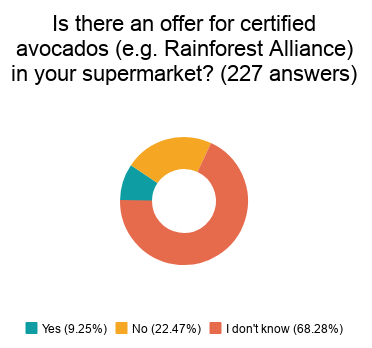 Is there an offer for certified
avocados (e.g. Rainforest Alliance)
in your supermarket? (227 answers)
Yes (9.25%) No (22.47%) I don't know (68.28%)